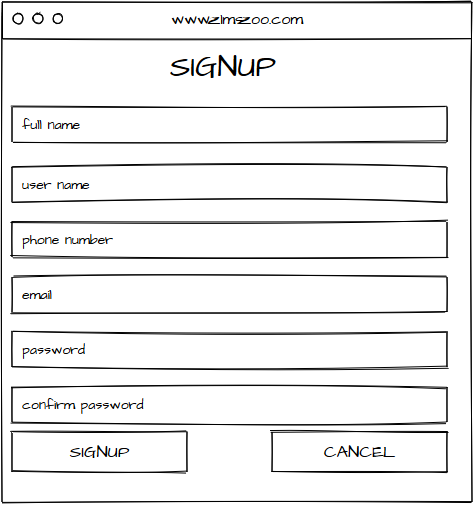 www.zimszoo.com
SIGNUP
full name
user name
phone number
email
password
confirm password
SIGNUP CANCEL